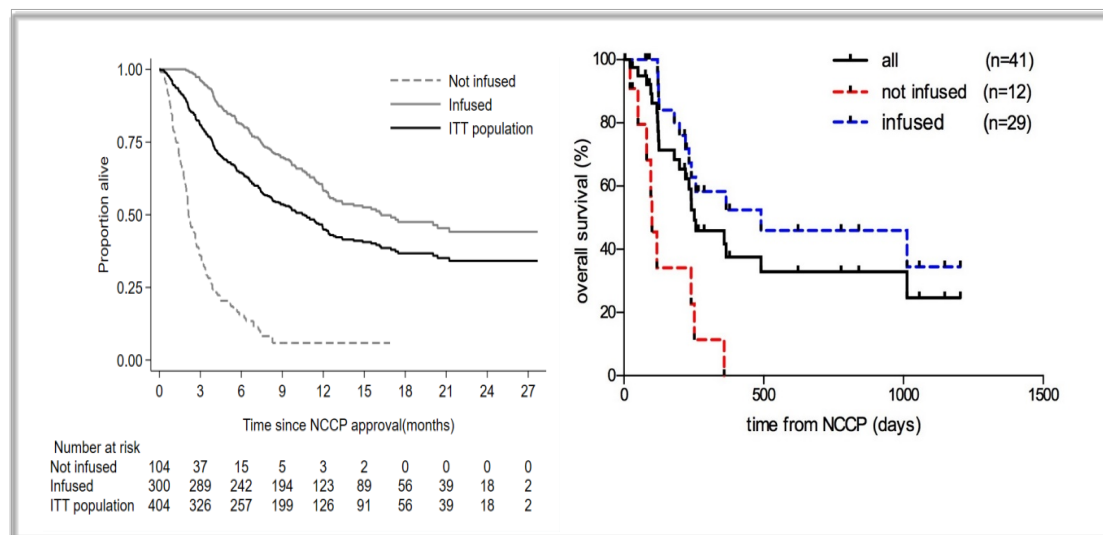 1.00
0.75
0.50
0.25
0.00
Proportion alive
Not infused
Infused
ITT population
0 3 6 9 12 15 18 21 24 27
Time since NCCP approval(months)
Number at risk
Not infused 104 37 15 5 3 2 0 0 0 0
Infused 300 289 242 194 123 89 56 39 18 2
ITT population 404 326 257 199 126 91 56 39 18 2
100
80
60
40
20
0
overall survival (%)
all (n=41)
not infused (n=12)
infused (n=29)
0 500 1000 1500
time from NCCP (days)